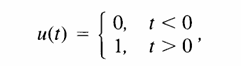 u(t) = { 0, t < 0
1, t > 0 ,